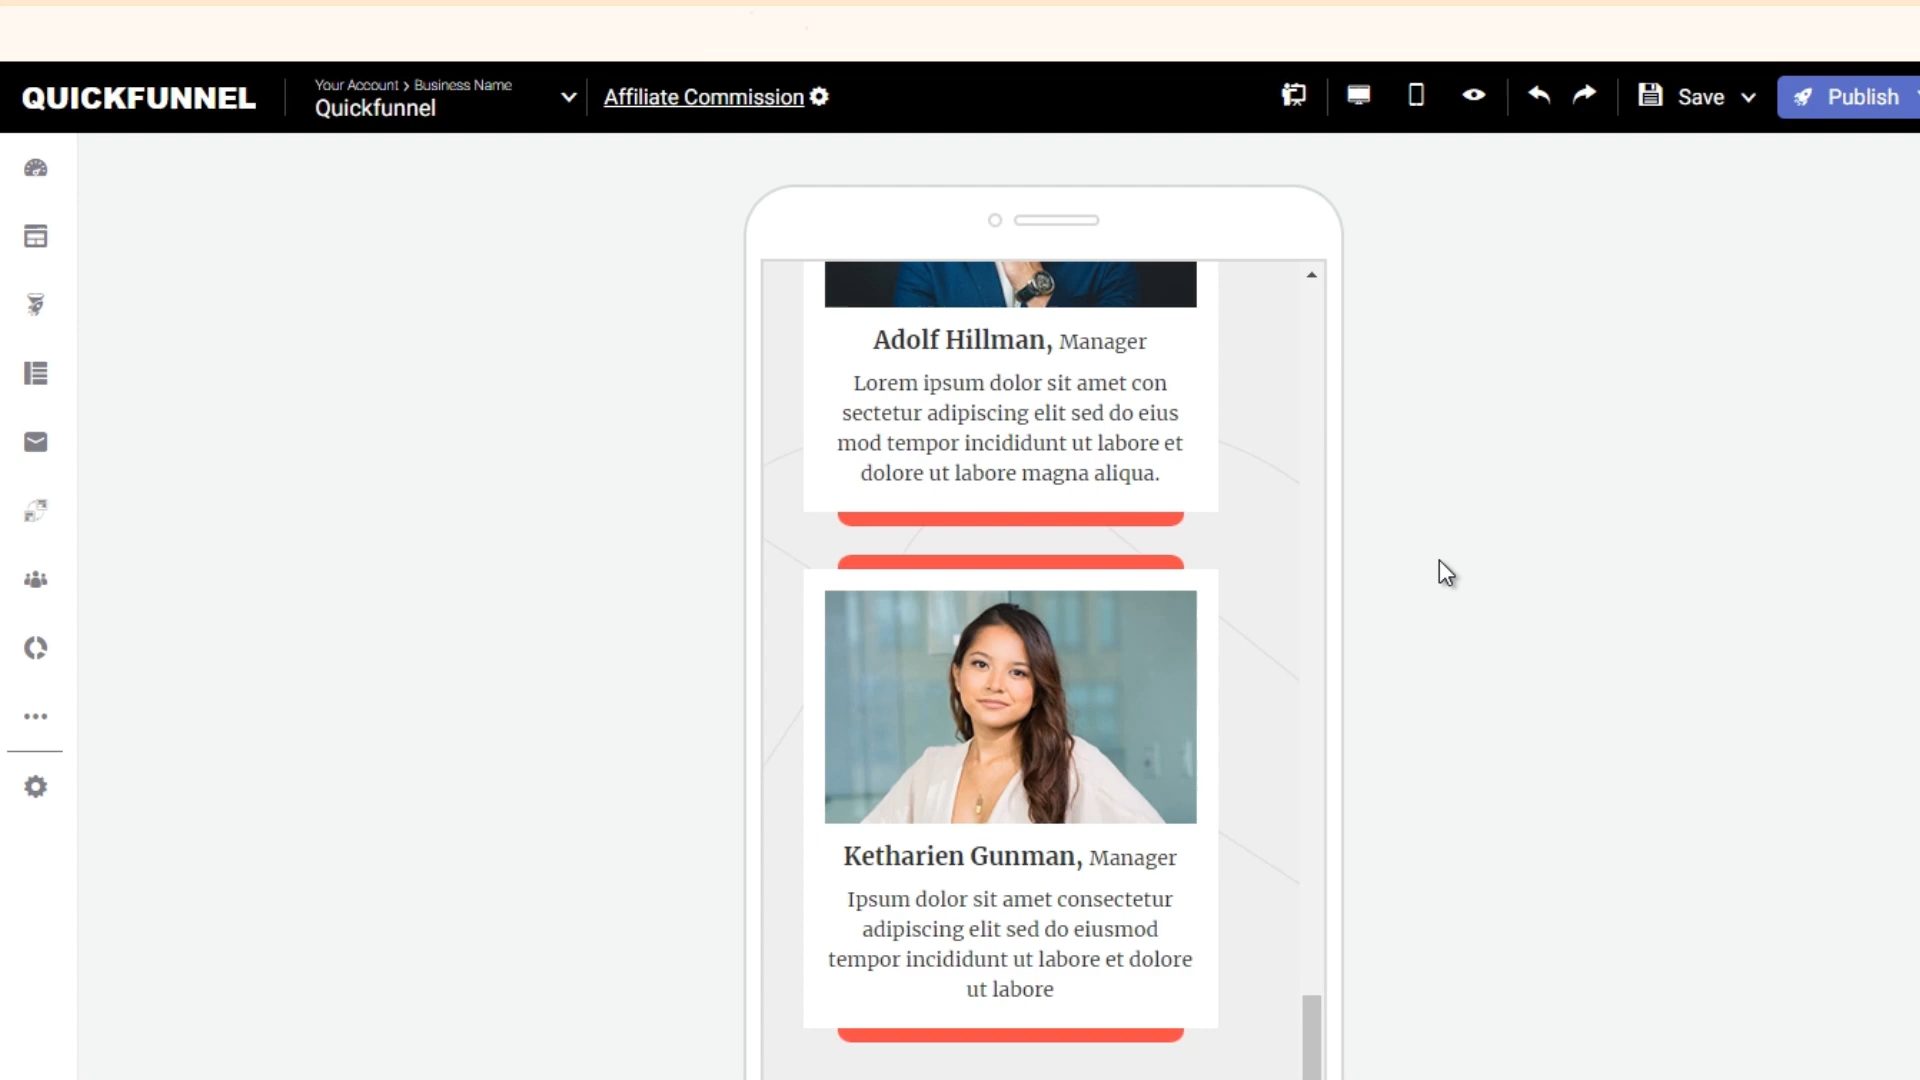 QUICKFUNNEL
Your Account > Business Name
Quickfunnel
Affiliate Commission
Save
Publish
Adolf Hillman, Manager
Lorem ipsum dolor sit amet con
sectetur adipiscing elit sed do eius
mod tempor incididunt ut labore et
dolore ut labore magna aliqua.
Ketharien Gunman, Manager
Ipsum dolor sit amet consectetur
adipiscing elit sed do eiusmod
tempor incididunt ut labore et dolore
ut labore